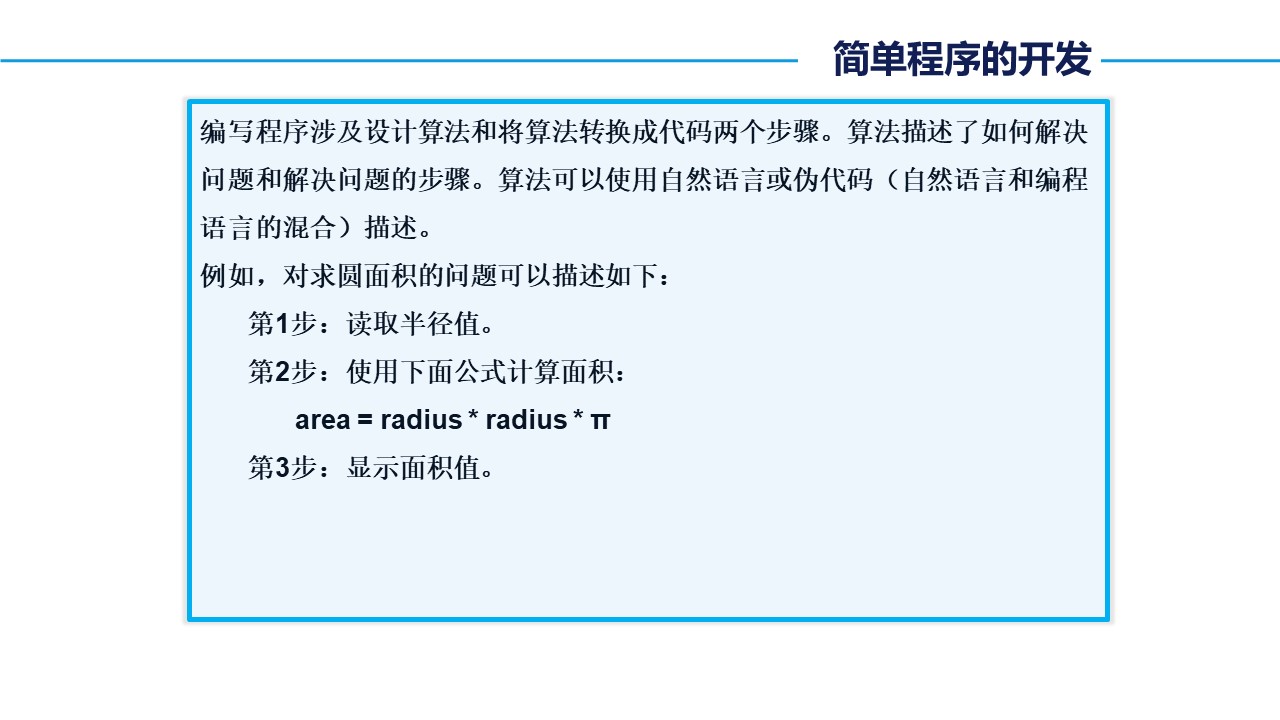 简单程序的开发
编写程序涉及设计算法和将算法转换成代码两个步骤。算法描述了如何解决
问题和解决问题的步骤。算法可以使用自然语言或伪代码（自然语言和编程
语言的混合）描述。
例如，对求圆面积的问题可以描述如下：
第1步：读取半径值。
第2步：使用下面公式计算面积：
area = radius * radius * π
第3步：显示面积值。